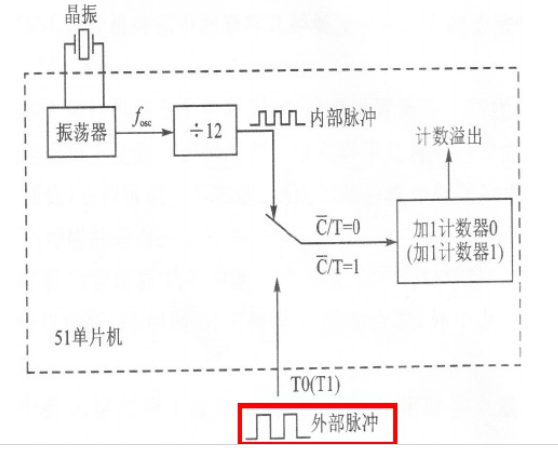 晶振
振荡器
fosc
÷12
内部脉冲
计数溢出
C̅/T=0
C̅/T=1
加1计数器0
(加1计数器1)
51单片机
T0(T1)
外部脉冲